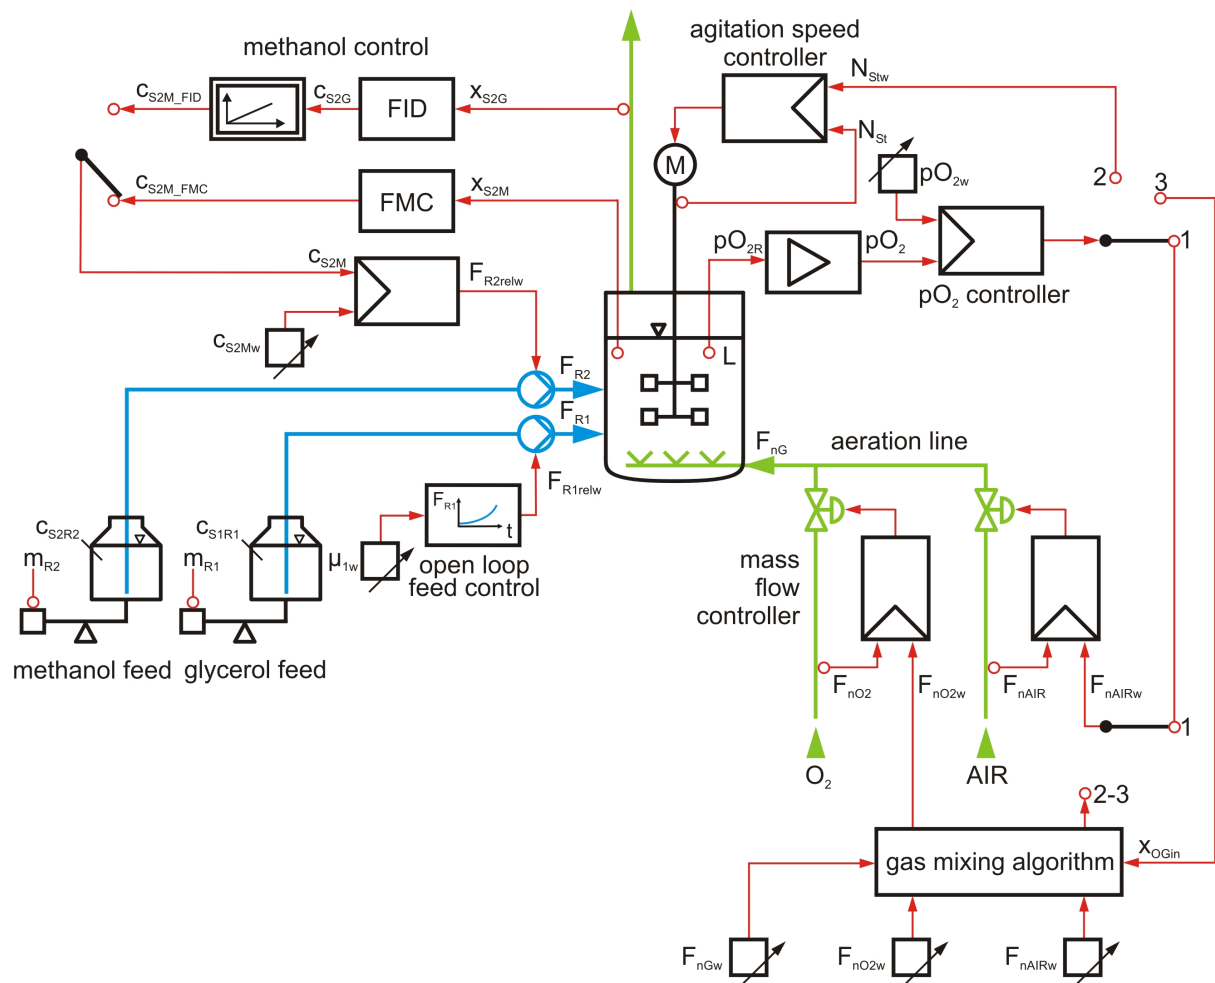 methanol control
agitation speed
controller
c_S2M_FID
c_S2G
FID
x_S2G
N_Stw
N_St
M
c_S2M_FMC
FMC
x_S2M
pO_2w
2
3
1
c_S2M
F_R2relw
pO_2R
pO_2
pO_2 controller
c_S2Mw
L
F_R2
F_R1
F_nG
aeration line
F_R1relw
F_R1
t
μ_1w
open loop
feed control
c_S2R2
m_R2
c_S1R1
m_R1
methanol feed
glycerol feed
mass
flow
controller
F_nO2
F_nO2w
F_nAIR
F_nAIRw
1
O_2
AIR
2-3
gas mixing algorithm
x_OGin
F_nGw
F_nO2w
F_nAIRw